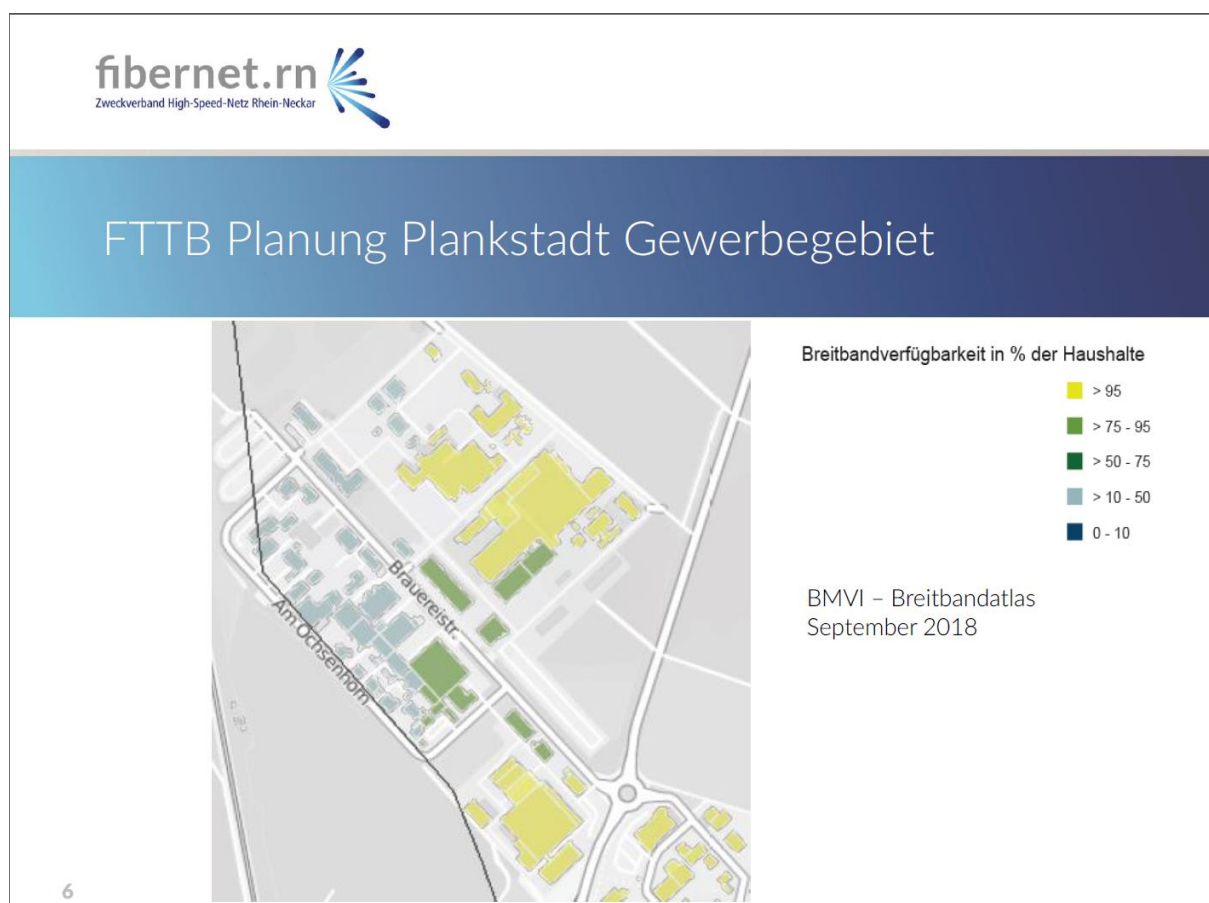 fibernet.rn
Zweckverband High-Speed-Netz Rhein-Neckar
FTTB Planung Plankstadt Gewerbegebiet
Breitbandverfügbarkeit in % der Haushalte
> 95
> 75 - 95
> 50 - 75
> 10 - 50
0 - 10
Brauereistr.
Am Ochsenhorn
BMVI – Breitbandatlas
September 2018
6